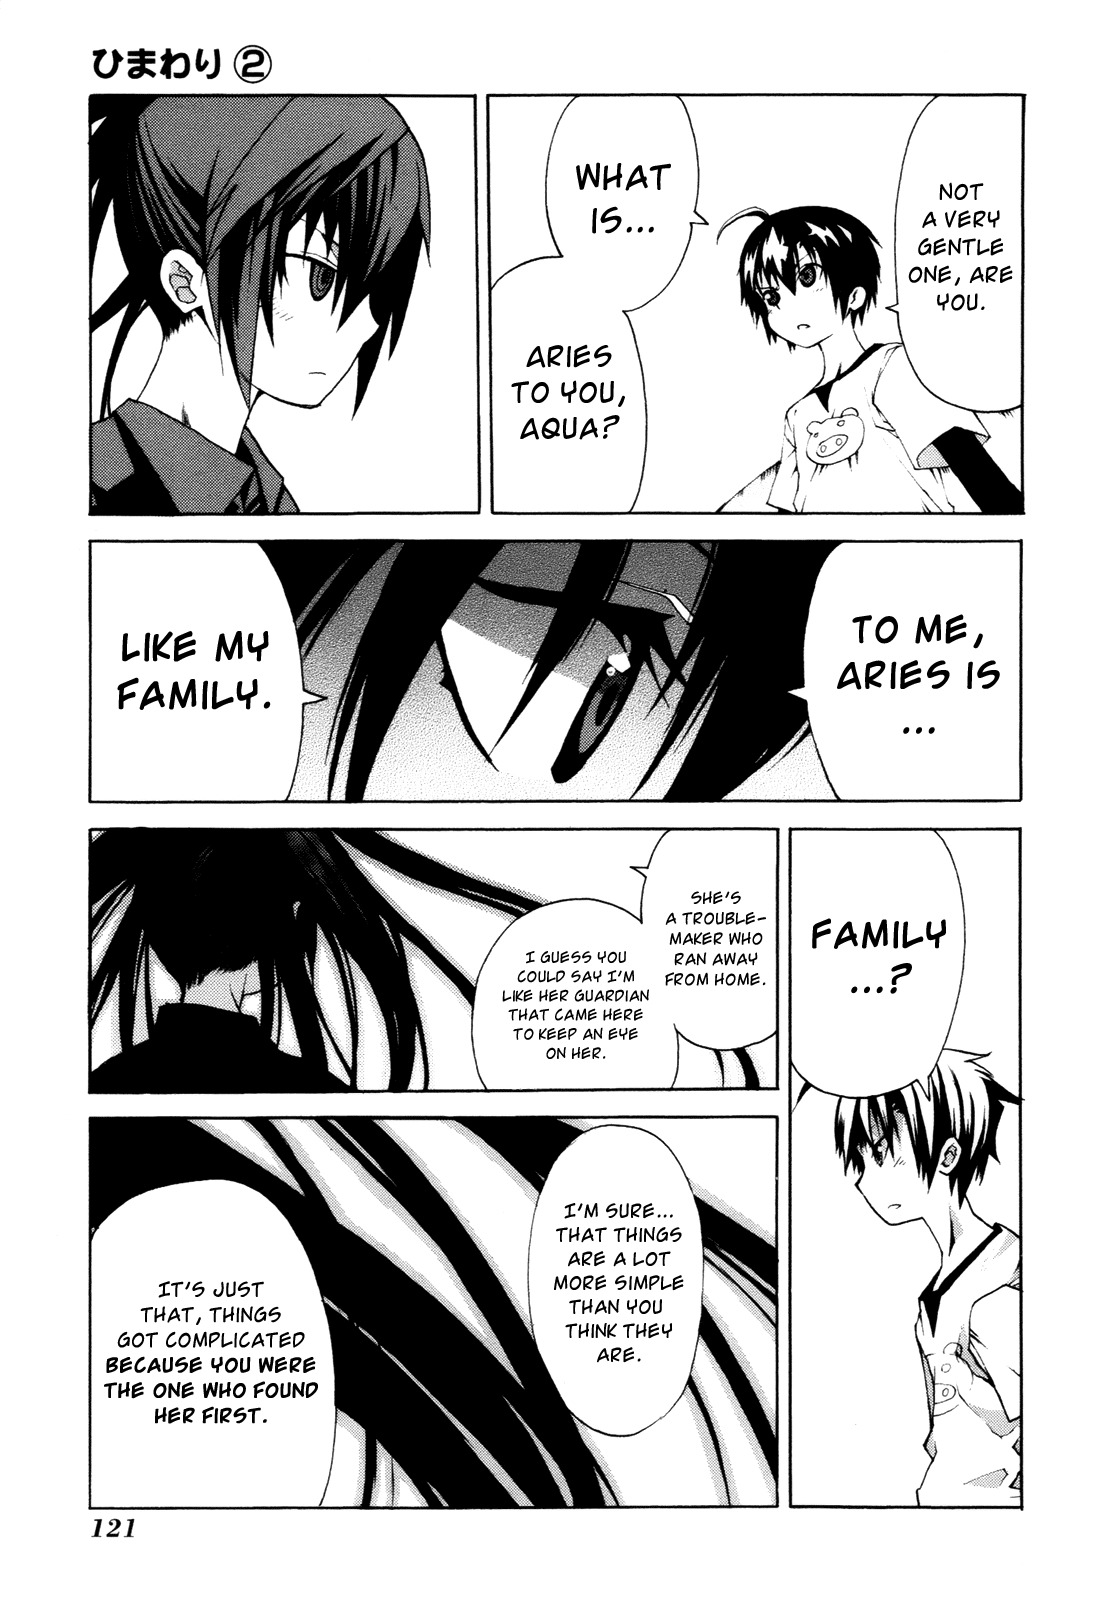 ひまわり②
NOT
A VERY
GENTLE
ONE, ARE
YOU.
WHAT
IS...
ARIES
TO YOU,
AQUA?
TO ME,
ARIES IS
...
LIKE MY
FAMILY.
FAMILY
...?
SHE'S
A TROUBLE-
MAKER WHO
RAN AWAY
FROM HOME.
I GUESS YOU
COULD SAY I'M
LIKE HER GUARDIAN
THAT CAME HERE
TO KEEP AN EYE
ON HER.
I'M SURE...
THAT THINGS
ARE A LOT
MORE SIMPLE
THAN YOU
THINK THEY
ARE.
IT'S JUST
THAT, THINGS
GOT COMPLICATED
BECAUSE YOU WERE
THE ONE WHO FOUND
HER FIRST.
121